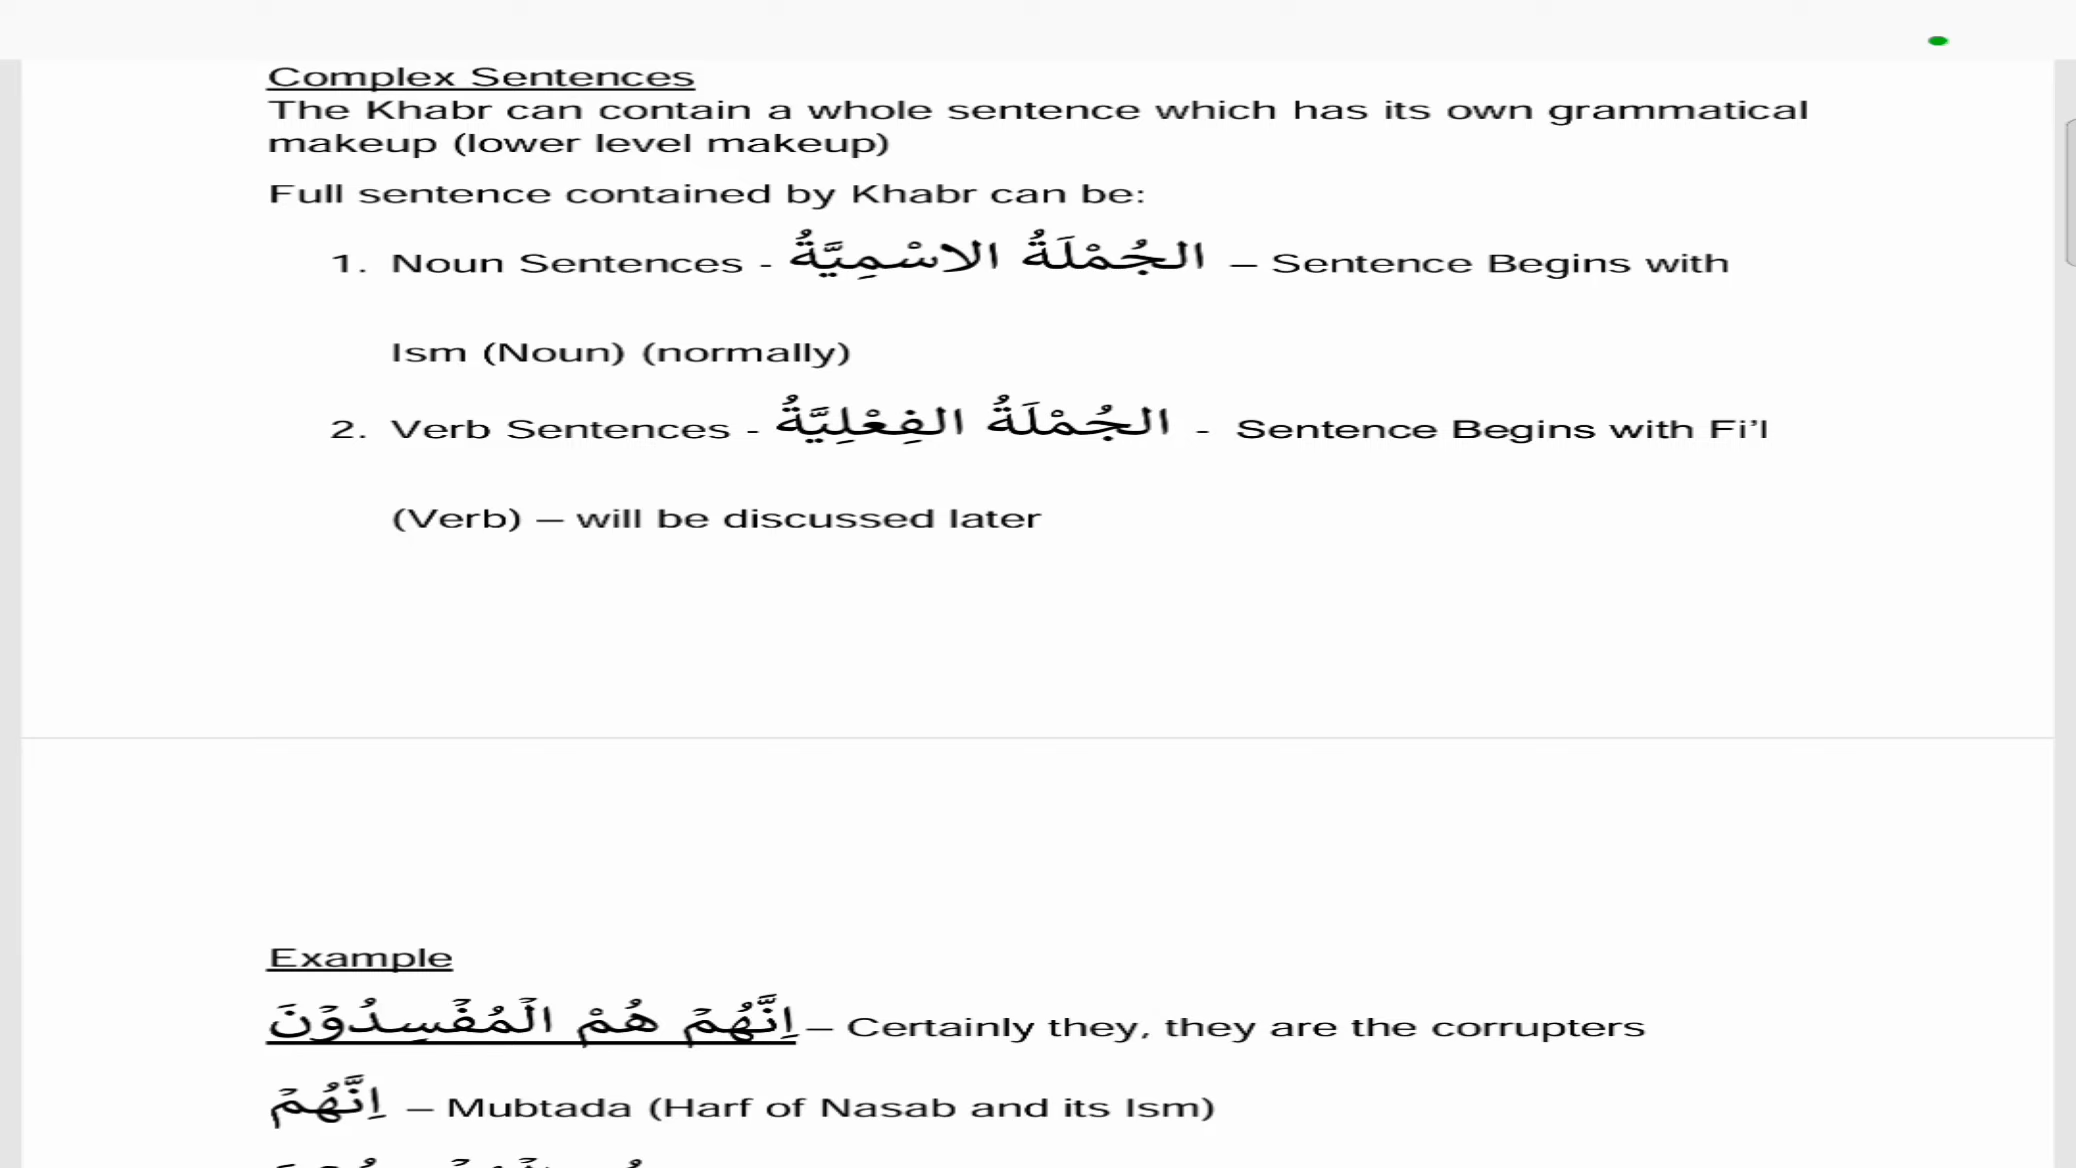 Complex Sentences
The Khabr can contain a whole sentence which has its own grammatical
makeup (lower level makeup)
Full sentence contained by Khabr can be:
1. Noun Sentences - الجُمْلَةُ الاسْمِيَّةُ – Sentence Begins with
Ism (Noun) (normally)
2. Verb Sentences - الجُمْلَةُ الفِعْلِيَّةُ - Sentence Begins with Fi’l
(Verb) – will be discussed later
Example
اِنَّهُمْ هُمْ الْمُفْسِدُوْنَ – Certainly they, they are the corrupters
اِنَّهُمْ – Mubtada (Harf of Nasab and its Ism)